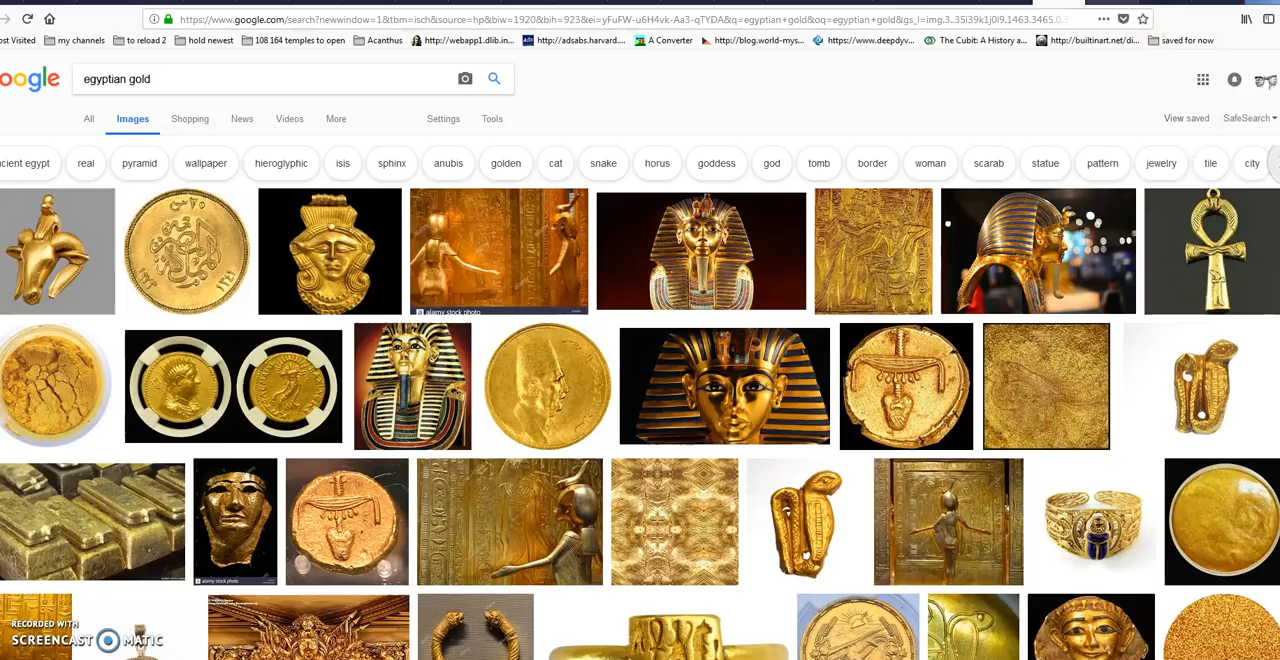 https://www.google.com/search?newwindow=1&tbm=isch&source=hp&biw=1920&bih=923&ei=yFuFW-u6H4vk-Aa3-qTYDA&q=egyptian+gold&oq=egyptian+gold&gs_l=img.3..35i39k1j0l9.1463.3465.0.3
ost Visited my channels to reload 2 hold newest 108 164 temples to open Acanthus http://webapp1.dlib.in... http://adsabs.harvard.... A Converter http://blog.world-mys... https://www.deepdyv... The Cubit: A History a... http://builtinart.net/di... saved for now
oogle egyptian gold
All Images Shopping News Videos More Settings Tools View saved SafeSearch
cient egypt real pyramid wallpaper hieroglyphic isis sphinx anubis golden cat snake horus goddess god tomb border woman scarab statue pattern jewelry tile city
a alamy stock photo
a alamy stock photo
RECORDED WITH
SCREENCAST MATIC